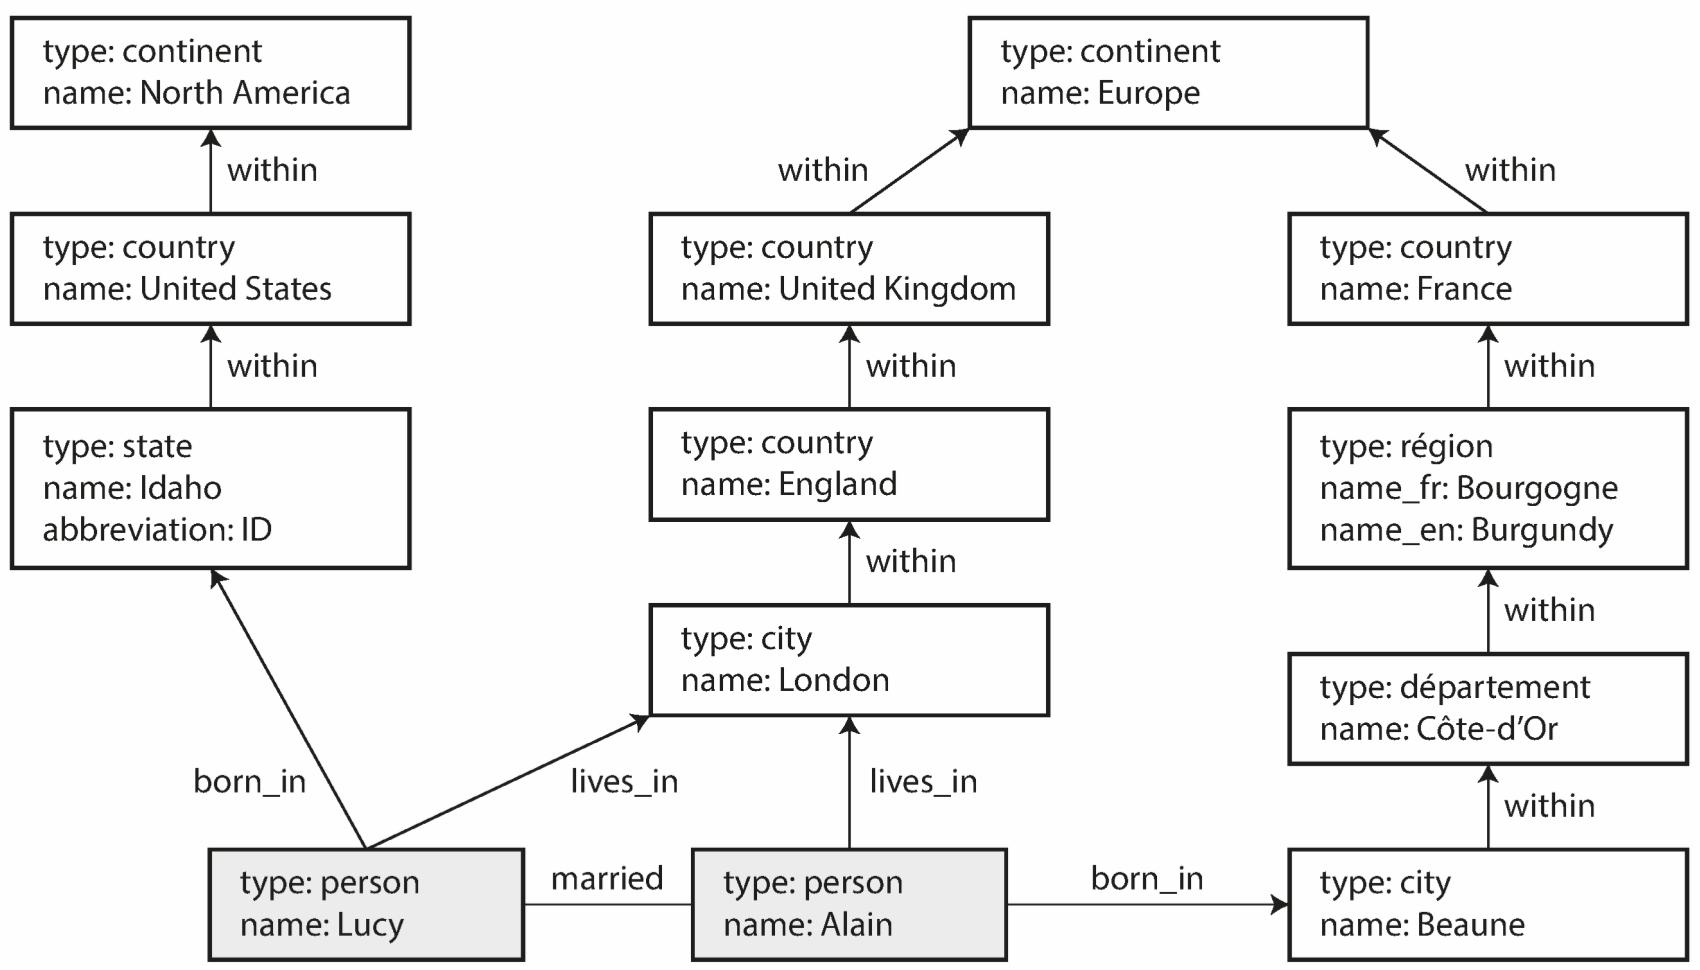 type: continent
name: North America
type: continent
name: Europe
within
within
within
type: country
name: United States
type: country
name: United Kingdom
type: country
name: France
within
within
within
type: state
name: Idaho
abbreviation: ID
type: country
name: England
type: région
name_fr: Bourgogne
name_en: Burgundy
within
within
type: city
name: London
type: département
name: Côte-d’Or
born_in
lives_in
lives_in
within
type: person
name: Lucy
married
type: person
name: Alain
born_in
type: city
name: Beaune